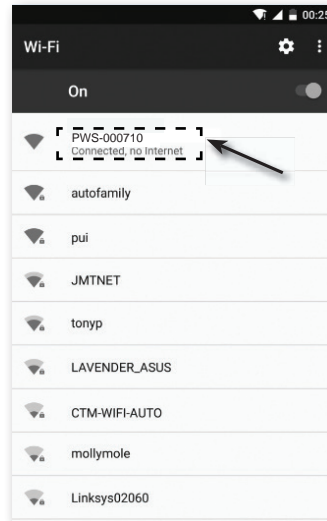 00:25
Wi-Fi
On
PWS-000710
Connected, no Internet
autofamily
pui
JMTNET
tonyp
LAVENDER_ASUS
CTM-WIFI-AUTO
mollymole
Linksys02060